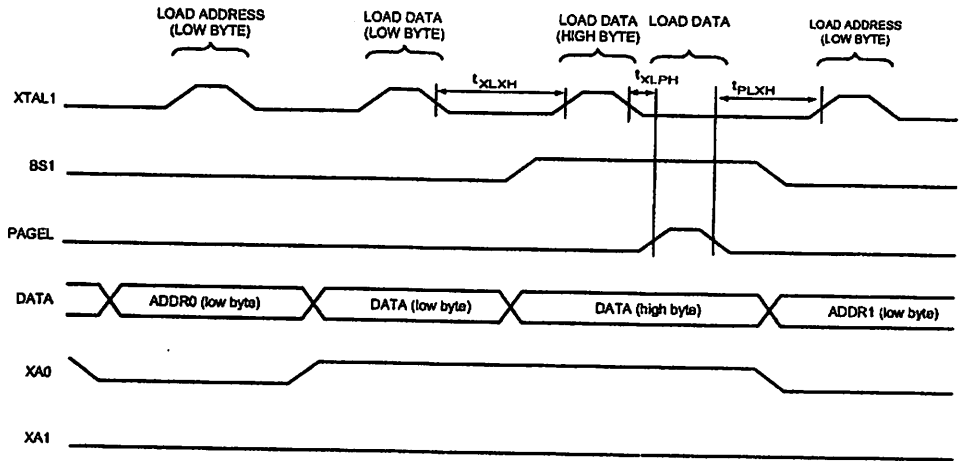 LOAD ADDRESS
(LOW BYTE)
LOAD DATA
(LOW BYTE)
LOAD DATA
(HIGH BYTE)
LOAD DATA
LOAD ADDRESS
(LOW BYTE)
tXLXH
tXLPH
tPLXH
XTAL1
BS1
PAGEL
DATA
ADDR0 (low byte)
DATA (low byte)
DATA (high byte)
ADDR1 (low byte)
XA0
XA1